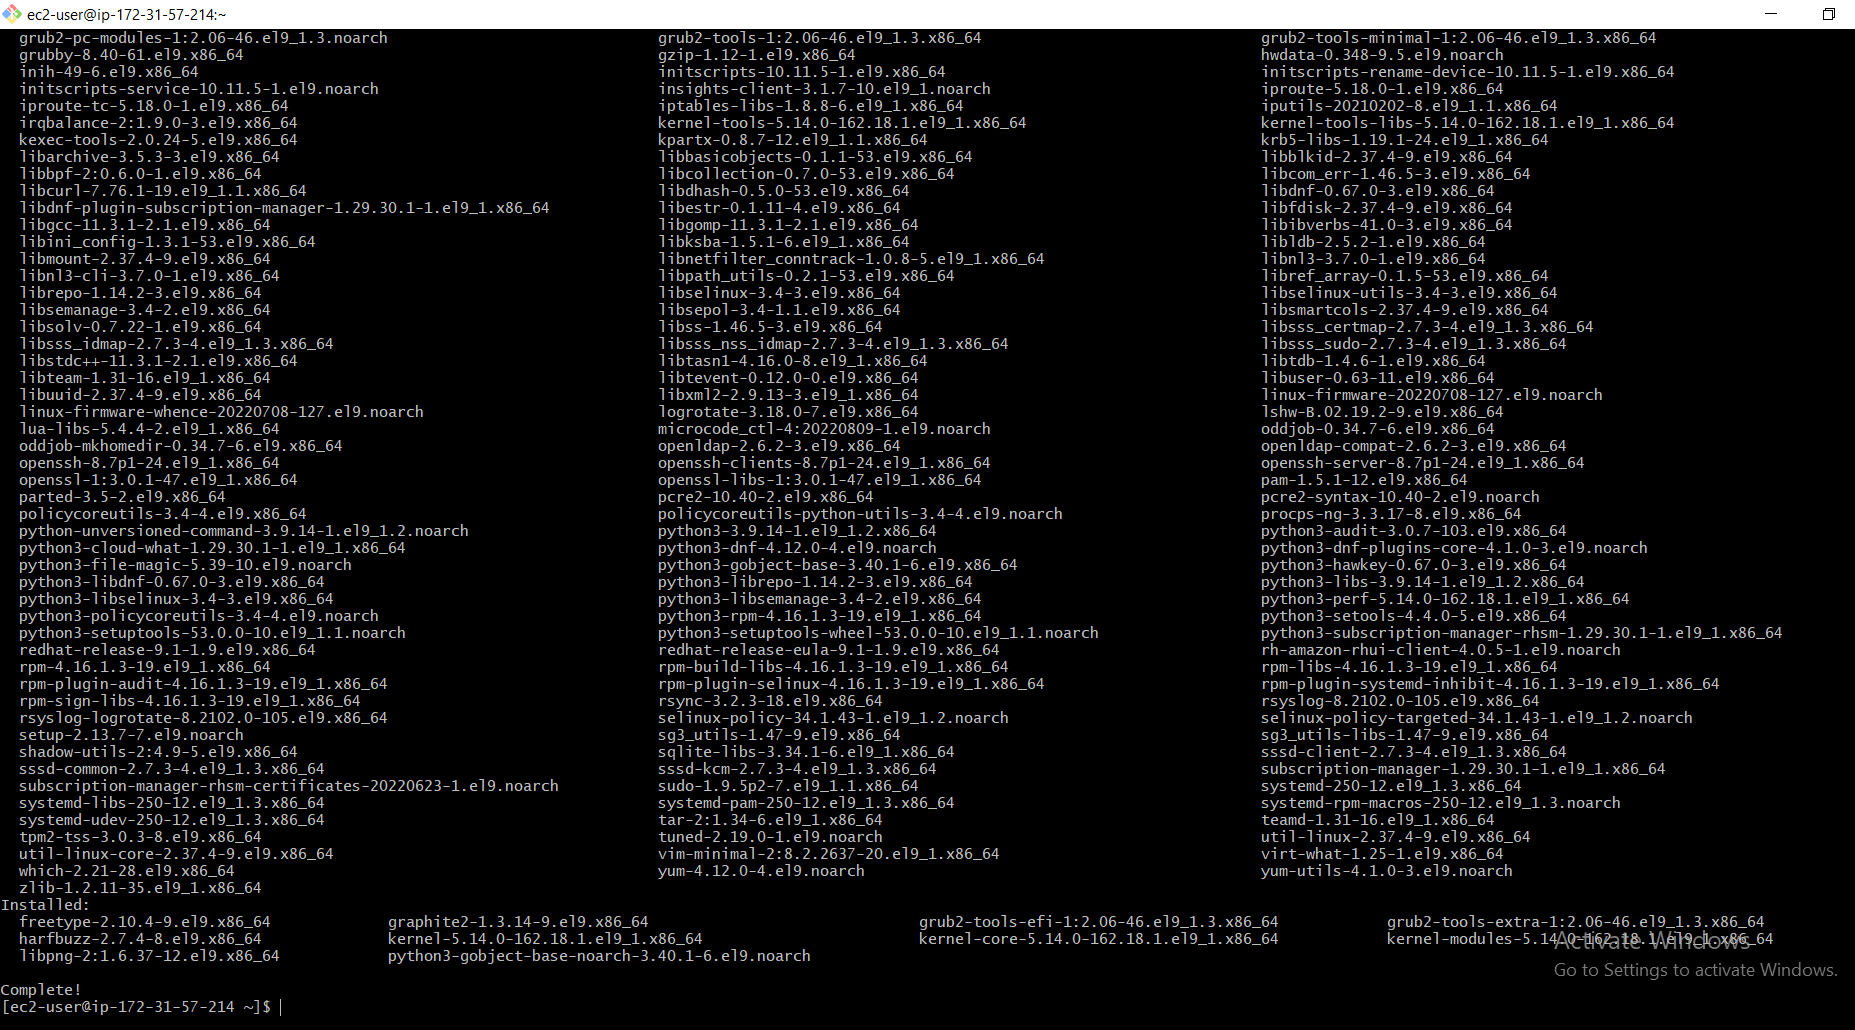 ec2-user@ip-172-31-57-214:~
grub2-pc-modules-1:2.06-46.el9_1.3.noarch grub2-tools-1:2.06-46.el9_1.3.x86_64 grub2-tools-minimal-1:2.06-46.el9_1.3.x86_64
grubby-8.40-61.el9.x86_64 gzip-1.12-1.el9.x86_64 hwdata-0.348-9.5.el9.noarch
inih-49-6.el9.x86_64 initscripts-10.11.5-1.el9.x86_64 initscripts-rename-device-10.11.5-1.el9.x86_64
initscripts-service-10.11.5-1.el9.noarch insights-client-3.1.7-10.el9_1.noarch iproute-5.18.0-1.el9.x86_64
iproute-tc-5.18.0-1.el9.x86_64 iptables-libs-1.8.8-6.el9_1.x86_64 iputils-20210202-8.el9_1.1.x86_64
irqbalance-2:1.9.0-3.el9.x86_64 kernel-tools-5.14.0-162.18.1.el9_1.x86_64 kernel-tools-libs-5.14.0-162.18.1.el9_1.x86_64
kexec-tools-2.0.24-5.el9.x86_64 kpartx-0.8.7-12.el9_1.1.x86_64 krb5-libs-1.19.1-24.el9_1.x86_64
libarchive-3.5.3-3.el9.x86_64 libbasicobjects-0.1.1-53.el9.x86_64 libblkid-2.37.4-9.el9.x86_64
libbpf-2:0.6.0-1.el9.x86_64 libcollection-0.7.0-53.el9.x86_64 libcom_err-1.46.5-3.el9.x86_64
libcurl-7.76.1-19.el9_1.1.x86_64 libdhash-0.5.0-53.el9.x86_64 libdnf-0.67.0-3.el9.x86_64
libdnf-plugin-subscription-manager-1.29.30.1-1.el9_1.x86_64 libestr-0.1.11-4.el9.x86_64 libfdisk-2.37.4-9.el9.x86_64
libgcc-11.3.1-2.1.el9.x86_64 libgomp-11.3.1-2.1.el9.x86_64 libibverbs-41.0-3.el9.x86_64
libini_config-1.3.1-53.el9.x86_64 libksba-1.5.1-6.el9_1.x86_64 libldb-2.5.2-1.el9.x86_64
libmount-2.37.4-9.el9.x86_64 libnetfilter_conntrack-1.0.8-5.el9_1.x86_64 libnl3-3.7.0-1.el9.x86_64
libnl3-cli-3.7.0-1.el9.x86_64 libpath_utils-0.2.1-53.el9.x86_64 libref_array-0.1.5-53.el9.x86_64
librepo-1.14.2-3.el9.x86_64 libselinux-3.4-3.el9.x86_64 libselinux-utils-3.4-3.el9.x86_64
libsemanage-3.4-2.el9.x86_64 libsepol-3.4-1.1.el9.x86_64 libsmartcols-2.37.4-9.el9.x86_64
libsolv-0.7.22-1.el9.x86_64 libss-1.46.5-3.el9.x86_64 libsss_certmap-2.7.3-4.el9_1.3.x86_64
libsss_idmap-2.7.3-4.el9_1.3.x86_64 libsss_nss_idmap-2.7.3-4.el9_1.3.x86_64 libsss_sudo-2.7.3-4.el9_1.3.x86_64
libstdc++-11.3.1-2.1.el9.x86_64 libtasn1-4.16.0-8.el9_1.x86_64 libtdb-1.4.6-1.el9.x86_64
libteam-1.31-16.el9_1.x86_64 libtevent-0.12.0-0.el9.x86_64 libuser-0.63-11.el9.x86_64
libuuid-2.37.4-9.el9.x86_64 libxml2-2.9.13-3.el9_1.x86_64 linux-firmware-20220708-127.el9.noarch
linux-firmware-whence-20220708-127.el9.noarch logrotate-3.18.0-7.el9.x86_64 lshw-B.02.19.2-9.el9.x86_64
lua-libs-5.4.4-2.el9_1.x86_64 microcode_ctl-4:20220809-1.el9.noarch oddjob-0.34.7-6.el9.x86_64
oddjob-mkhomedir-0.34.7-6.el9.x86_64 openldap-2.6.2-3.el9.x86_64 openldap-compat-2.6.2-3.el9.x86_64
openssh-8.7p1-24.el9_1.x86_64 openssh-clients-8.7p1-24.el9_1.x86_64 openssh-server-8.7p1-24.el9_1.x86_64
openssl-1:3.0.1-47.el9_1.x86_64 openssl-libs-1:3.0.1-47.el9_1.x86_64 pam-1.5.1-12.el9.x86_64
parted-3.5-2.el9.x86_64 pcre2-10.40-2.el9.x86_64 pcre2-syntax-10.40-2.el9.noarch
policycoreutils-3.4-4.el9.x86_64 policycoreutils-python-utils-3.4-4.el9.noarch procps-ng-3.3.17-8.el9.x86_64
python-unversioned-command-3.9.14-1.el9_1.2.noarch python3-3.9.14-1.el9_1.2.x86_64 python3-audit-3.0.7-103.el9.x86_64
python3-cloud-what-1.29.30.1-1.el9_1.x86_64 python3-dnf-4.12.0-4.el9.noarch python3-dnf-plugins-core-4.1.0-3.el9.noarch
python3-file-magic-5.39-10.el9.noarch python3-gobject-base-3.40.1-6.el9.x86_64 python3-hawkey-0.67.0-3.el9.x86_64
python3-libdnf-0.67.0-3.el9.x86_64 python3-librepo-1.14.2-3.el9.x86_64 python3-libs-3.9.14-1.el9_1.2.x86_64
python3-libselinux-3.4-3.el9.x86_64 python3-libsemanage-3.4-2.el9.x86_64 python3-perf-5.14.0-162.18.1.el9_1.x86_64
python3-policycoreutils-3.4-4.el9.noarch python3-rpm-4.16.1.3-19.el9_1.x86_64 python3-setools-4.4.0-5.el9.x86_64
python3-setuptools-53.0.0-10.el9_1.1.noarch python3-setuptools-wheel-53.0.0-10.el9_1.1.noarch python3-subscription-manager-rhsm-1.29.30.1-1.el9_1.x86_64
redhat-release-9.1-1.9.el9.x86_64 redhat-release-eula-9.1-1.9.el9.x86_64 rh-amazon-rhui-client-4.0.5-1.el9.noarch
rpm-4.16.1.3-19.el9_1.x86_64 rpm-build-libs-4.16.1.3-19.el9_1.x86_64 rpm-libs-4.16.1.3-19.el9_1.x86_64
rpm-plugin-audit-4.16.1.3-19.el9_1.x86_64 rpm-plugin-selinux-4.16.1.3-19.el9_1.x86_64 rpm-plugin-systemd-inhibit-4.16.1.3-19.el9_1.x86_64
rpm-sign-libs-4.16.1.3-19.el9_1.x86_64 rsync-3.2.3-18.el9.x86_64 rsyslog-8.2102.0-105.el9.x86_64
rsyslog-logrotate-8.2102.0-105.el9.x86_64 selinux-policy-34.1.43-1.el9_1.2.noarch selinux-policy-targeted-34.1.43-1.el9_1.2.noarch
setup-2.13.7-7.el9.noarch sg3_utils-1.47-9.el9.x86_64 sg3_utils-libs-1.47-9.el9.x86_64
shadow-utils-2:4.9-5.el9.x86_64 sqlite-libs-3.34.1-6.el9_1.x86_64 sssd-client-2.7.3-4.el9_1.3.x86_64
sssd-common-2.7.3-4.el9_1.3.x86_64 sssd-kcm-2.7.3-4.el9_1.3.x86_64 subscription-manager-1.29.30.1-1.el9_1.x86_64
subscription-manager-rhsm-certificates-20220623-1.el9.noarch sudo-1.9.5p2-7.el9_1.1.x86_64 systemd-250-12.el9_1.3.x86_64
systemd-libs-250-12.el9_1.3.x86_64 systemd-pam-250-12.el9_1.3.x86_64 systemd-rpm-macros-250-12.el9_1.3.noarch
systemd-udev-250-12.el9_1.3.x86_64 tar-2:1.34-6.el9_1.x86_64 teamd-1.31-16.el9_1.x86_64
tpm2-tss-3.0.3-8.el9.x86_64 tuned-2.19.0-1.el9.noarch util-linux-2.37.4-9.el9.x86_64
util-linux-core-2.37.4-9.el9.x86_64 vim-minimal-2:8.2.2637-20.el9_1.x86_64 virt-what-1.25-1.el9.x86_64
which-2.21-28.el9.x86_64 yum-4.12.0-4.el9.noarch yum-utils-4.1.0-3.el9.noarch
zlib-1.2.11-35.el9_1.x86_64
Installed:
freetype-2.10.4-9.el9.x86_64 graphite2-1.3.14-9.el9.x86_64 grub2-tools-efi-1:2.06-46.el9_1.3.x86_64 grub2-tools-extra-1:2.06-46.el9_1.3.x86_64
harfbuzz-2.7.4-8.el9.x86_64 kernel-5.14.0-162.18.1.el9_1.x86_64 kernel-core-5.14.0-162.18.1.el9_1.x86_64 kernel-modules-5.14.0-162.18.1.el9_1.x86_64
libpng-2:1.6.37-12.el9.x86_64 python3-gobject-base-noarch-3.40.1-6.el9.noarch
Activate Windows
Go to Settings to activate Windows.
Complete!
[ec2-user@ip-172-31-57-214 ~]$